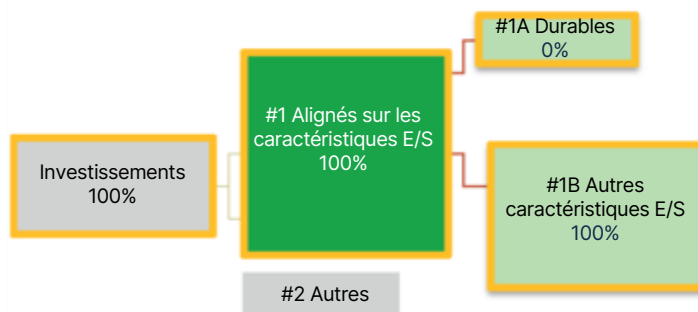 #1A Durables
0%
#1 Alignés sur les
caractéristiques E/S
100%
Investissements
100%
#1B Autres
caractéristiques E/S
100%
#2 Autres